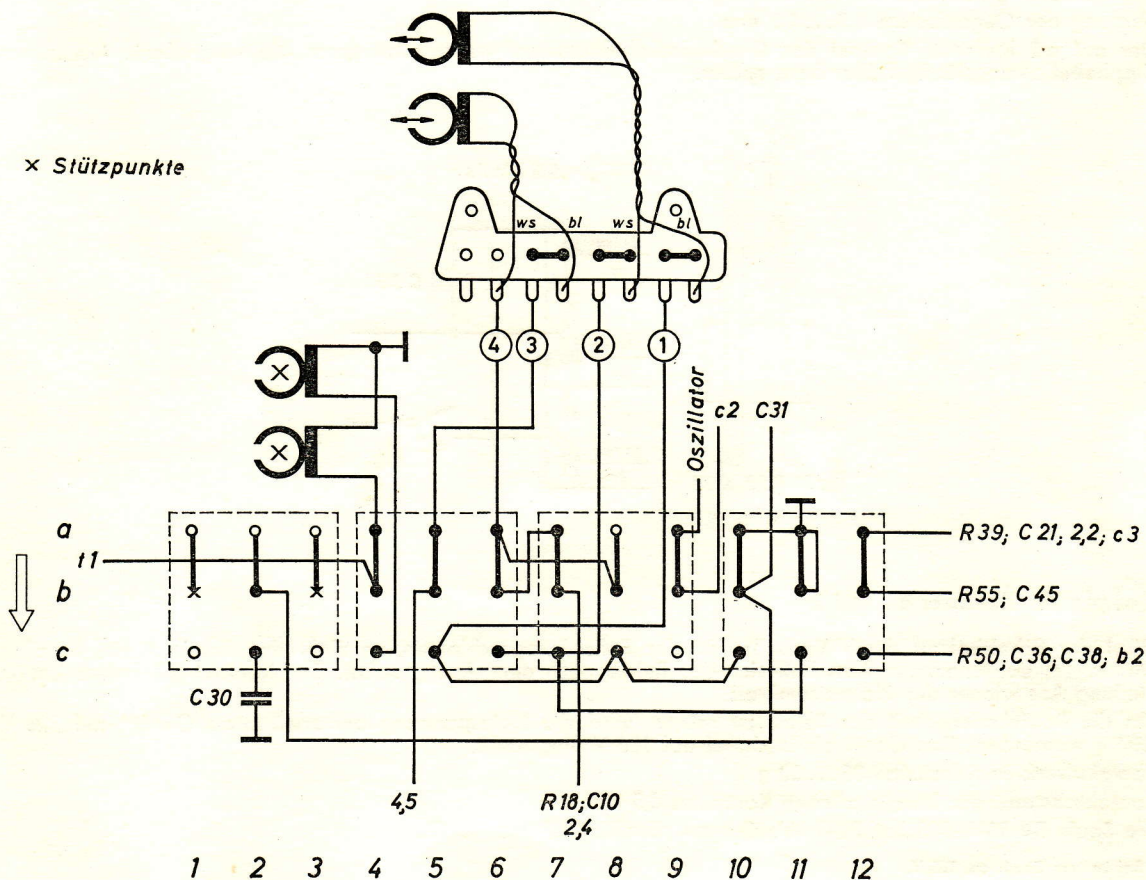 × Stützpunkte
ws bl ws bl
4 3 2 1
Oszillator
c2 C31
a
R39; C21; 2,2; c3
t1
b
R55; C45
c
R50, C36, C38; b2
C30
4,5
R18; C10
2,4
1 2 3 4 5 6 7 8 9 10 11 12